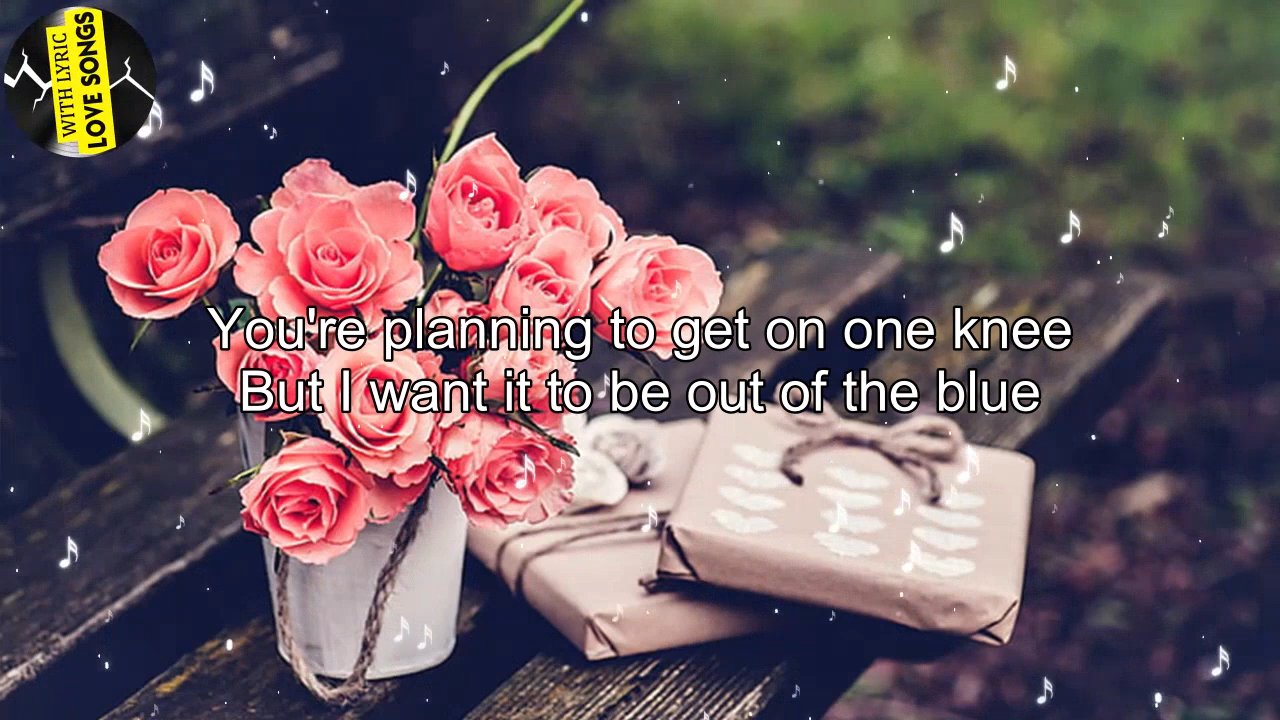 WITH LYRIC
LOVE SONGS
You're planning to get on one knee
But I want it to be out of the blue